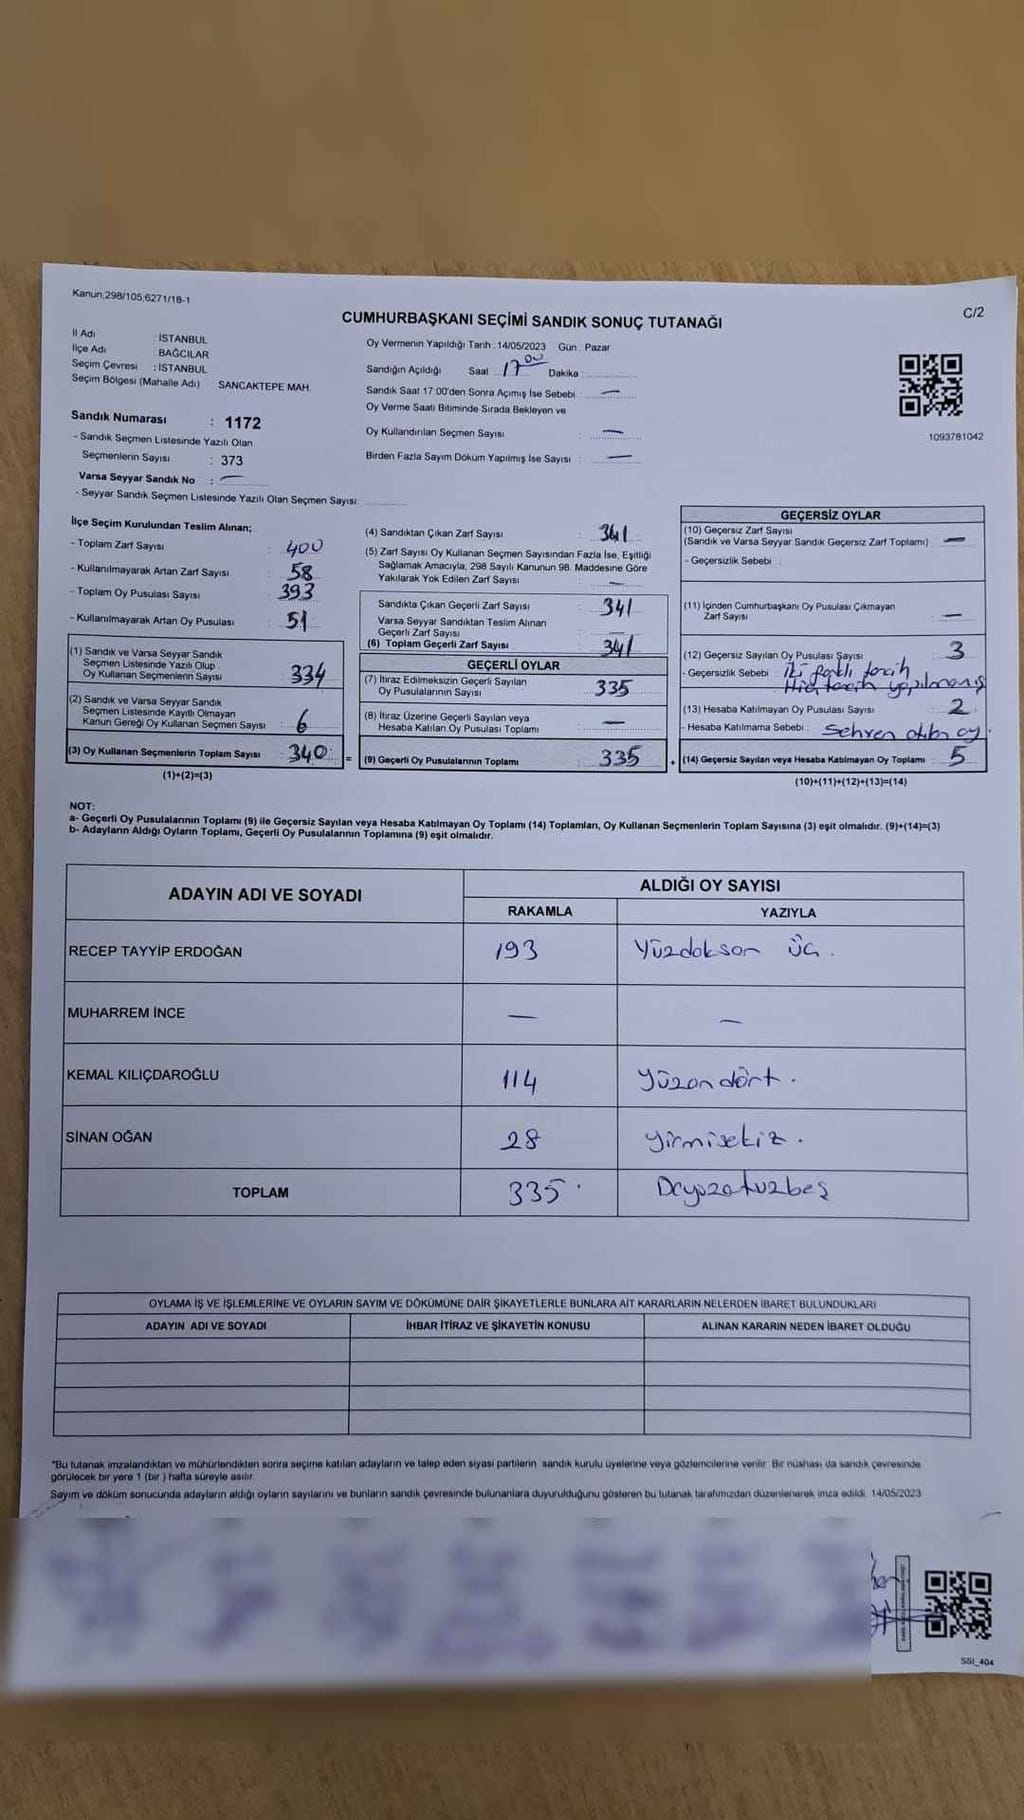 Kanun;298/105,6271/18-1
C/2
CUMHURBAŞKANI SEÇİMİ SANDIK SONUÇ TUTANAĞI
İl Adı : İSTANBUL
İlçe Adı : BAĞCILAR
Seçim Çevresi : İSTANBUL
Seçim Bölgesi (Mahalle Adı) : SANCAKTEPE MAH.
Oy Vermenin Yapıldığı Tarih : 14/05/2023 Gün : Pazar
Sandığın Açıldığı Saat : 17 00 Dakika :
Sandık Saat 17:00'den Sonra Açımış İse Sebebi : —
Oy Verme Saati Bitiminde Sırada Bekleyen ve
Oy Kullandırılan Seçmen Sayısı : —
Birden Fazla Sayım Döküm Yapılmış İse Sayısı : —
1093781042
Sandık Numarası : 1172
- Sandık Seçmen Listesinde Yazılı Olan
Seçmenlerin Sayısı : 373
Varsa Seyyar Sandık No : —
- Seyyar Sandık Seçmen Listesinde Yazılı Olan Seçmen Sayısı:
İlçe Seçim Kurulundan Teslim Alınan;
- Toplam Zarf Sayısı : 400
- Kullanılmayarak Artan Zarf Sayısı : 58
- Toplam Oy Pusulası Sayısı : 393
- Kullanılmayarak Artan Oy Pusulası : 51
(1) Sandık ve Varsa Seyyar Sandık
Seçmen Listesinde Yazılı Olup
Oy Kullanan Seçmenlerin Sayısı 334
(2) Sandık ve Varsa Seyyar Sandık
Seçmen Listesinde Kayıtlı Olmayan
Kanun Gereği Oy Kullanan Seçmen Sayısı 6
(3) Oy Kullanan Seçmenlerin Toplam Sayısı 340 =
(1)+(2)=(3)
(4) Sandıktan Çıkan Zarf Sayısı : 341
(5) Zarf Sayısı Oy Kullanan Seçmen Sayısından Fazla İse, Eşitliği
Sağlamak Amacıyla, 298 Sayılı Kanunun 98. Maddesine Göre
Yakılarak Yok Edilen Zarf Sayısı : —
Sandıkta Çıkan Geçerli Zarf Sayısı : 341
Varsa Seyyar Sandıktan Teslim Alınan
Geçerli Zarf Sayısı : —
(6) Toplam Geçerli Zarf Sayısı : 341
GEÇERLİ OYLAR
(7) İtiraz Edilmeksizin Geçerli Sayılan
Oy Pusulalarının Sayısı : 335
(8) İtiraz Üzerine Geçerli Sayılan veya
Hesaba Katılan Oy Pusulası Toplamı : —
(9) Geçerli Oy Pusulalarının Toplamı : 335 +
GEÇERSİZ OYLAR
(10) Geçersiz Zarf Sayısı
(Sandık ve Varsa Seyyar Sandık Geçersiz Zarf Toplamı) : —
- Geçersizlik Sebebi :
(11) İçinden Cumhurbaşkanı Oy Pusulası Çıkmayan
Zarf Sayısı : —
(12) Geçersiz Sayılan Oy Pusulası Sayısı : 3
- Geçersizlik Sebebi : İki farklı tercih
Hiç tercih yapılmamış
(13) Hesaba Katılmayan Oy Pusulası Sayısı : 2
- Hesaba Katılmama Sebebi : Sehven atılan oy.
(14) Geçersiz Sayılan veya Hesaba Katılmayan Oy Toplamı : 5
(10)+(11)+(12)+(13)=(14)
NOT:
a- Geçerli Oy Pusulalarının Toplamı (9) ile Geçersiz Sayılan veya Hesaba Katılmayan Oy Toplamı (14) Toplamları, Oy Kullanan Seçmenlerin Toplam Sayısına (3) eşit olmalıdır. (9)+(14)=(3)
b- Adayların Aldığı Oyların Toplamı, Geçerli Oy Pusulalarının Toplamına (9) eşit olmalıdır.
ADAYIN ADI VE SOYADI ALDIĞI OY SAYISI
RAKAMLA YAZIYLA
RECEP TAYYİP ERDOĞAN 193 Yüzdoksan üç.
MUHARREM İNCE — —
KEMAL KILIÇDAROĞLU 114 Yüzon dört.
SİNAN OĞAN 28 Yirmisekiz.
TOPLAM 335
OYLAMA İŞ VE İŞLEMLERİNE VE OYLARIN SAYIM VE DÖKÜMÜNE DAİR ŞİKAYETLERLE BUNLARA AİT KARARLARIN NELERDEN İBARET BULUNDUKLARI
ADAYIN ADI VE SOYADI İHBAR İTİRAZ VE ŞİKAYETİN KONUSU ALINAN KARARIN NEDEN İBARET OLDUĞU
"Bu tutanak imzalandıktan ve mühürlendikten sonra seçime katılan adayların ve talep eden siyasi partilerin sandık kurulu üyelerine veya gözlemcilerine verilir. Bir nüshası da sandık çevresinde
görülecek bir yere 1 (bir) hafta süreyle asılır.
Sayım ve döküm sonucunda adayların aldığı oyların sayılarını ve bunların sandık çevresinde bulunanlara duyurulduğunu gösteren bu tutanak tarafımızdan düzenlenerek imza edildi. 14/05/2023
SSI_404